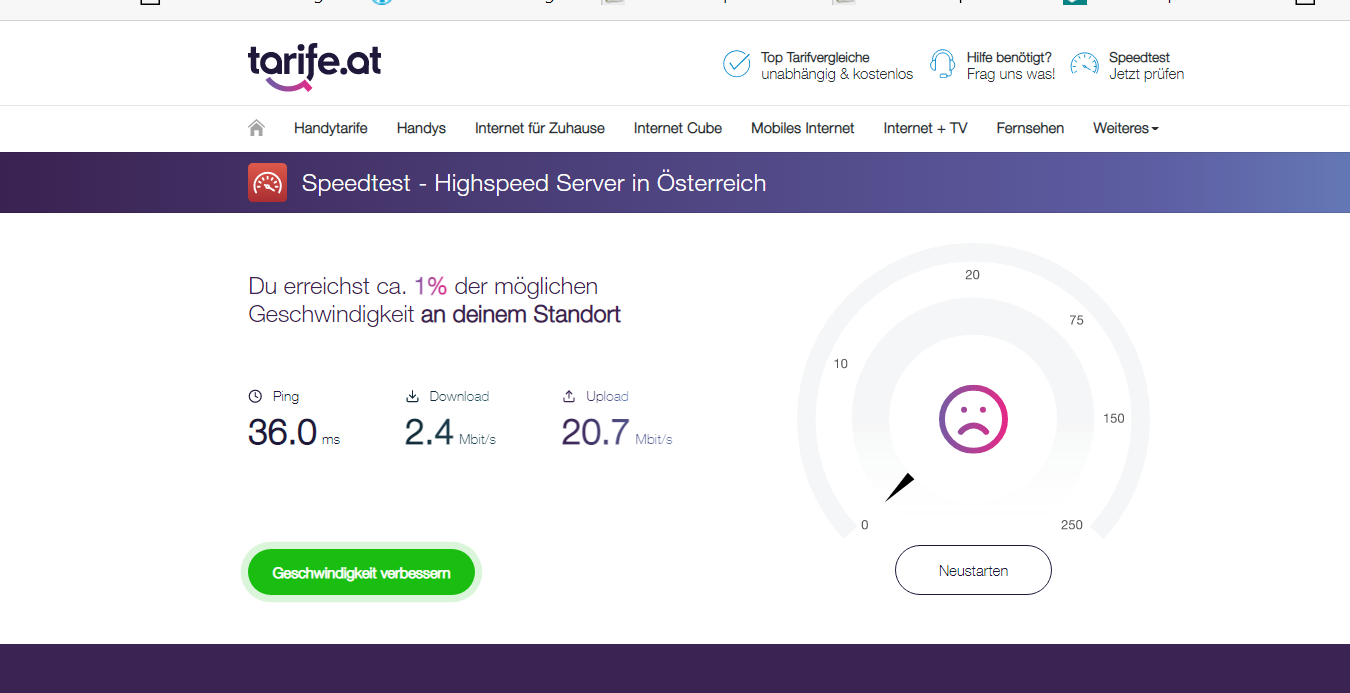 tarife.at
Top Tarifvergleiche
unabhängig & kostenlos
Hilfe benötigt?
Frag uns was!
Speedtest
Jetzt prüfen
Handytarife Handys Internet für Zuhause Internet Cube Mobiles Internet Internet + TV Fernsehen Weiteres
Speedtest - Highspeed Server in Österreich
Du erreichst ca. 1% der möglichen
Geschwindigkeit an deinem Standort
Ping
36.0 ms
Download
2.4 Mbit/s
Upload
20.7 Mbit/s
Geschwindigkeit verbessern
0
10
20
75
150
250
Neustarten